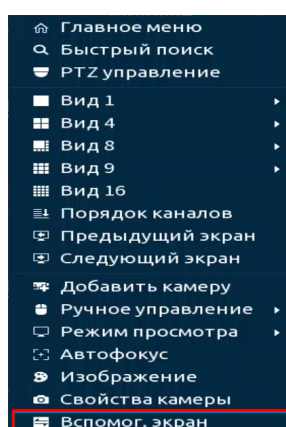 Главное меню
Быстрый поиск
PTZ управление
Вид 1
Вид 4
Вид 8
Вид 9
Вид 16
Порядок каналов
Предыдущий экран
Следующий экран
Добавить камеру
Ручное управление
Режим просмотра
Автофокус
Изображение
Свойства камеры
Вспомог. экран